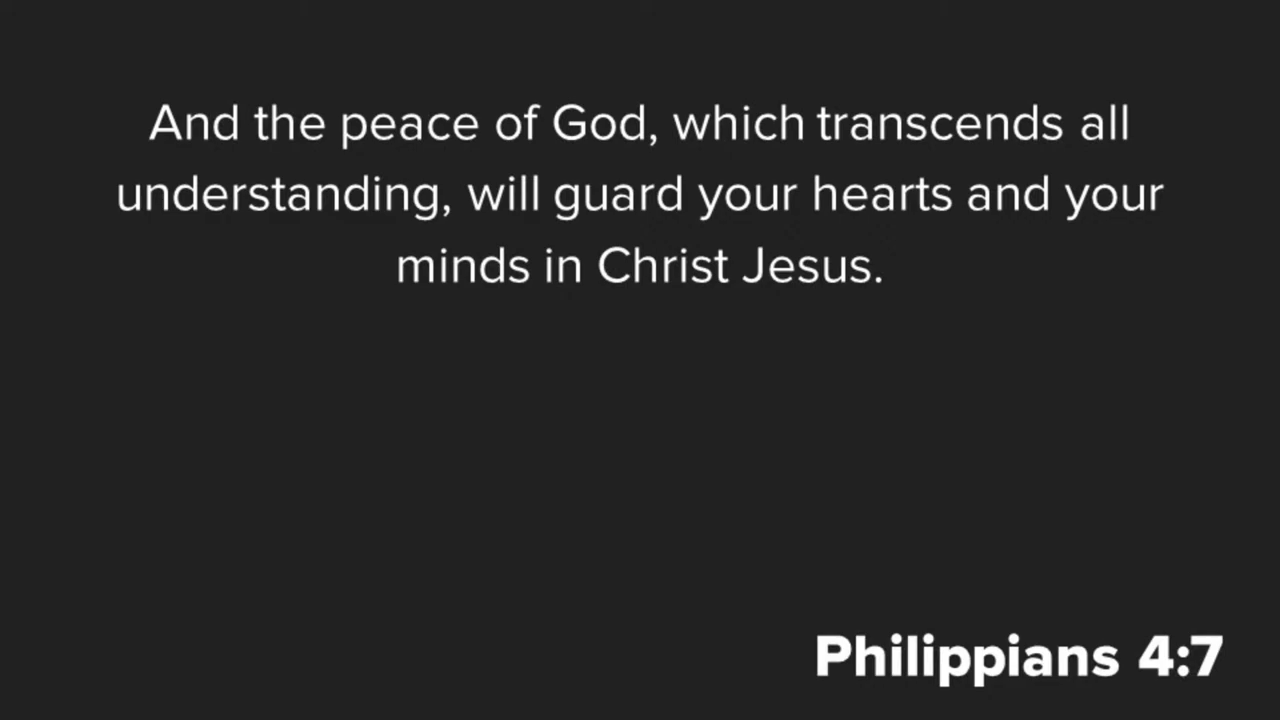 And the peace of God, which transcends all
understanding, will guard your hearts and your
minds in Christ Jesus.
Philippians 4:7